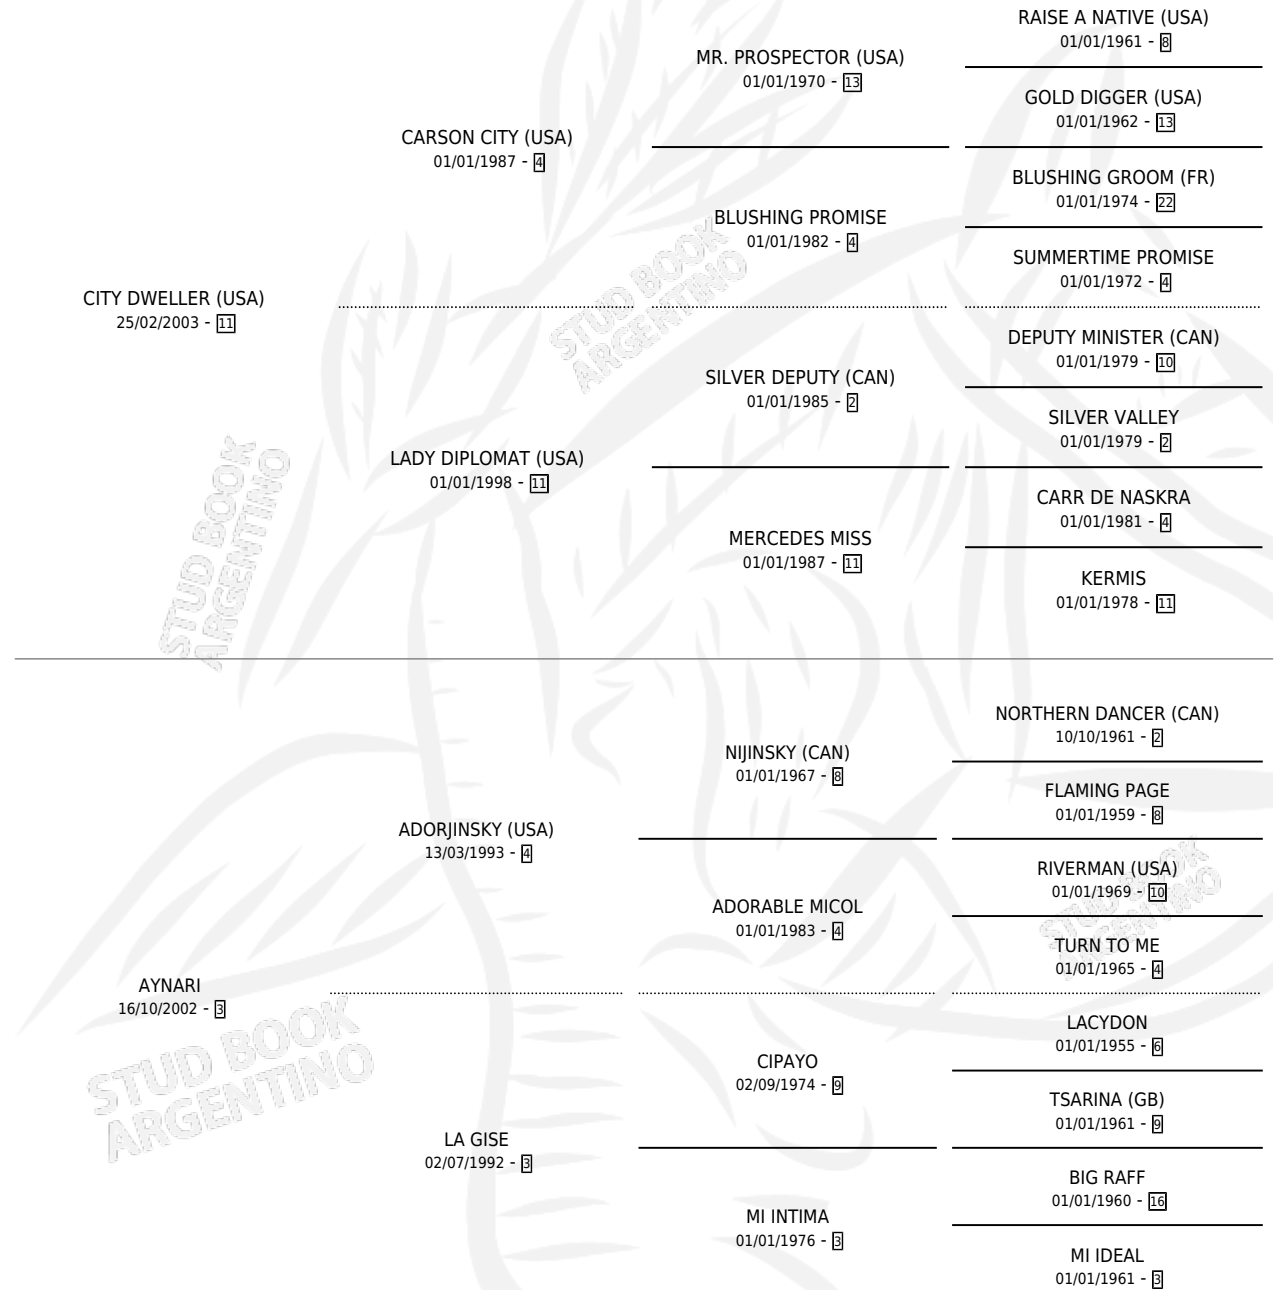 RAISE A NATIVE (USA)
01/01/1961 - 8
MR. PROSPECTOR (USA)
01/01/1970 - 13
GOLD DIGGER (USA)
01/01/1962 - 13
CARSON CITY (USA)
01/01/1987 - 4
BLUSHING GROOM (FR)
01/01/1974 - 22
BLUSHING PROMISE
01/01/1982 - 4
SUMMERTIME PROMISE
01/01/1972 - 4
CITY DWELLER (USA)
25/02/2003 - 11
STUD BOOK
ARGENTINO
DEPUTY MINISTER (CAN)
01/01/1979 - 10
SILVER DEPUTY (CAN)
01/01/1985 - 2
SILVER VALLEY
01/01/1979 - 2
LADY DIPLOMAT (USA)
01/01/1998 - 11
CARR DE NASKRA
01/01/1981 - 4
MERCEDES MISS
01/01/1987 - 11
KERMIS
01/01/1978 - 11
STUD BOOK
ARGENTINO
NORTHERN DANCER (CAN)
10/10/1961 - 2
NIJINSKY (CAN)
01/01/1967 - 8
FLAMING PAGE
01/01/1959 - 8
ADORJINSKY (USA)
13/03/1993 - 4
RIVERMAN (USA)
01/01/1969 - 10
ADORABLE MICOL
01/01/1983 - 4
TURN TO ME
01/01/1965 - 4
STUD BOOK
ARGENTINO
AYNARI
16/10/2002 - 3
LACYDON
01/01/1955 - 6
CIPAYO
02/09/1974 - 9
TSARINA (GB)
01/01/1961 - 9
LA GISE
02/07/1992 - 3
BIG RAFF
01/01/1960 - 16
MI INTIMA
01/01/1976 - 3
MI IDEAL
01/01/1961 - 3
STUD BOOK
ARGENTINO